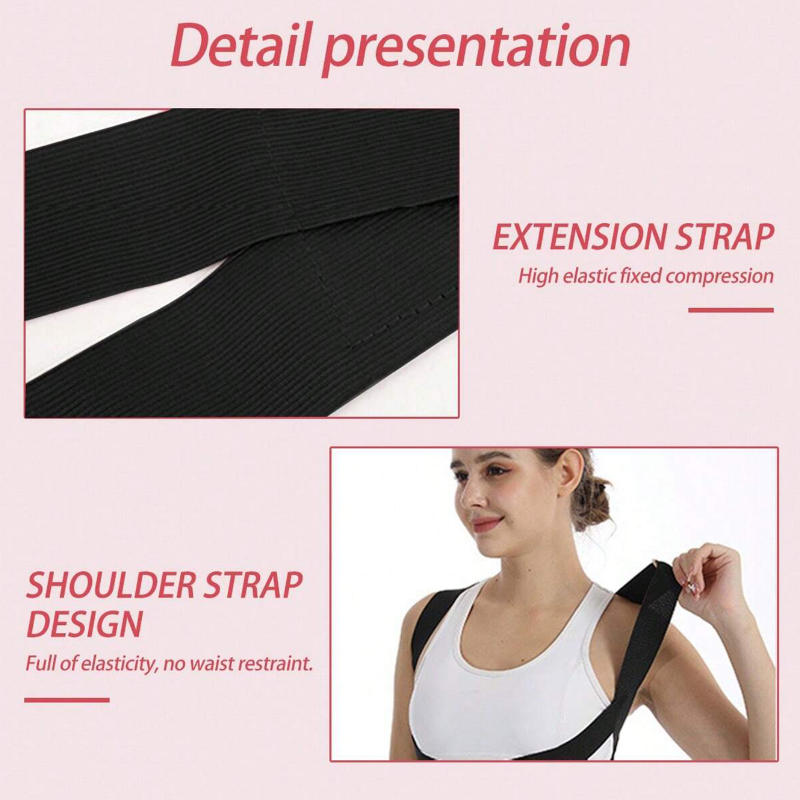 Detail presentation
EXTENSION STRAP
High elastic fixed compression
SHOULDER STRAP
DESIGN
Full of elasticity, no waist restraint.